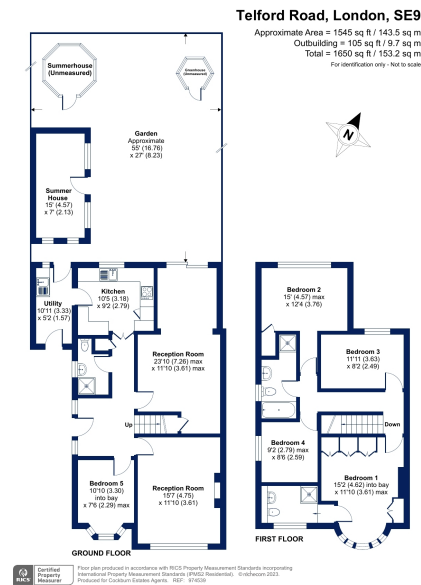 Telford Road, London, SE9
Approximate Area = 1545 sq ft / 143.5 sq m
Outbuilding = 105 sq ft / 9.7 sq m
Total = 1650 sq ft / 153.2 sq m
For identification only - Not to scale
Summerhouse
(Unmeasured)
Greenhouse
(Unmeasured)
N
Garden
Approximate
55' (16.76)
x 27' (8.23)
Summer
House
15' (4.57)
x 7' (2.13)
Utility
10'11 (3.33)
x 5'2 (1.57)
Kitchen
10'5 (3.18)
x 9'2 (2.79)
Reception Room
23'10 (7.26) max
x 11'10 (3.61) max
Up
Bedroom 5
10'10 (3.30)
into bay
x 7'6 (2.29) max
Reception Room
15'7 (4.75)
x 11'10 (3.61)
GROUND FLOOR
Bedroom 2
15' (4.57) max
x 12'4 (3.76)
Bedroom 3
11'11 (3.63)
x 8'2 (2.49)
Down
Bedroom 4
9'2 (2.79) max
x 8'6 (2.59)
Bedroom 1
15'2 (4.62) into bay
x 11'10 (3.61) max
FIRST FLOOR
RICS
Certified
Property
Measurer
Floor plan produced in accordance with RICS Property Measurement Standards incorporating
International Property Measurement Standards (IPMS2 Residential). ©nichecom 2023.
Produced for Cockburn Estates Agents. REF: 974539